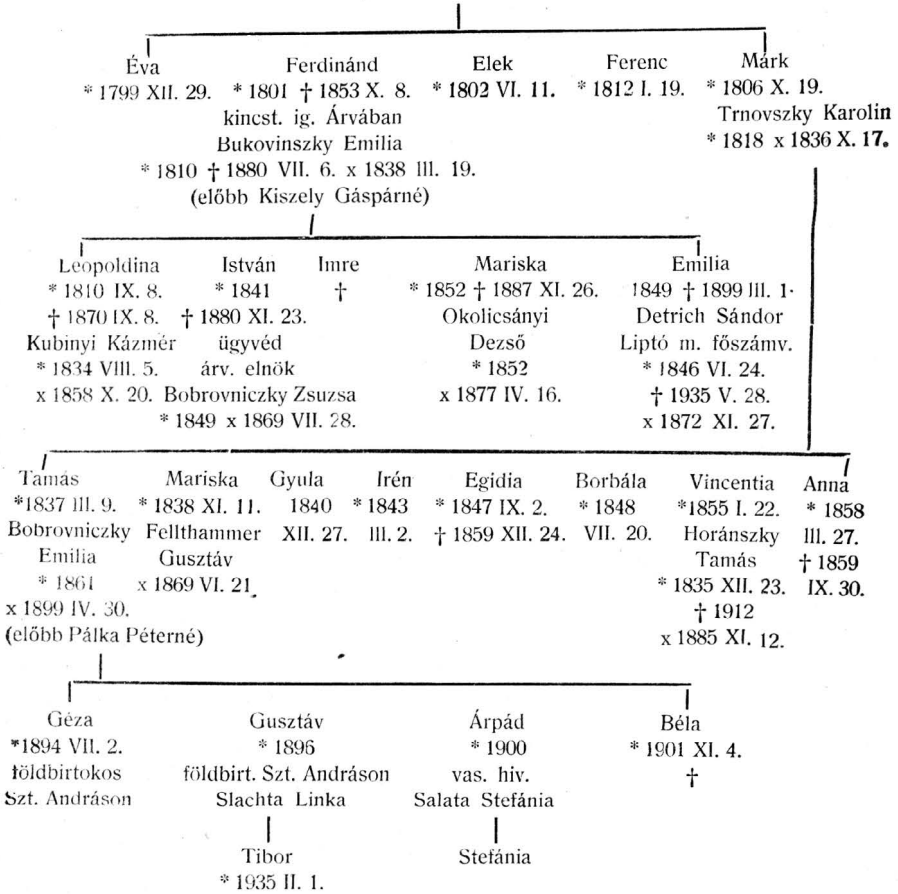 Éva Ferdinánd Elek Ferenc Márk
* 1799 XII. 29. * 1801 † 1853 X. 8. * 1802 VI. 11. * 1812 I. 19. * 1806 X. 19.
kincst. ig. Árvában Trnovszky Karolin
Bukovinszky Emilia * 1818 x 1836 X. 17.
* 1810 † 1880 VII. 6. x 1838 III. 19.
(előbb Kiszely Gáspárné)
Leopoldina István Imre Mariska Emilia
* 1810 IX. 8. * 1841 † * 1852 † 1887 XI. 26. 1849 † 1899 III. 1.
† 1870 IX. 8. † 1880 XI. 23. Okolicsányi Detrich Sándor
Kubinyi Kázmér ügyvéd Dezső Liptó m. főszámv.
* 1834 VIII. 5. árv. elnök * 1852 * 1846 VI. 24.
x 1858 X. 20. Bobrovniczky Zsuzsa x 1877 IV. 16. † 1935 V. 28.
* 1849 x 1869 VII. 28. x 1872 XI. 27.
Tamás Mariska Gyula Irén Egidia Borbála Vincentia Anna
*1837 III. 9. * 1838 XI. 11. 1840 * 1843 * 1847 IX. 2. * 1848 *1855 I. 22. * 1858
Bobrovniczky Fellthammer XII. 27. III. 2. † 1859 XII. 24. VII. 20. Horánszky III. 27.
Emilia Gusztáv Tamás † 1859
* 1861 x 1869 VI. 21. * 1835 XII. 23. IX. 30.
x 1899 IV. 30. † 1912
(előbb Pálka Péterné) x 1885 XI. 12.
Géza Gusztáv Árpád Béla
*1894 VII. 2. * 1896 * 1900 * 1901 XI. 4.
földbirtokos földbirt. Szt. Andráson vas. hiv. †
Szt. Andráson Slachta Linka Salata Stefánia
Tibor Stefánia
* 1935 II. 1.